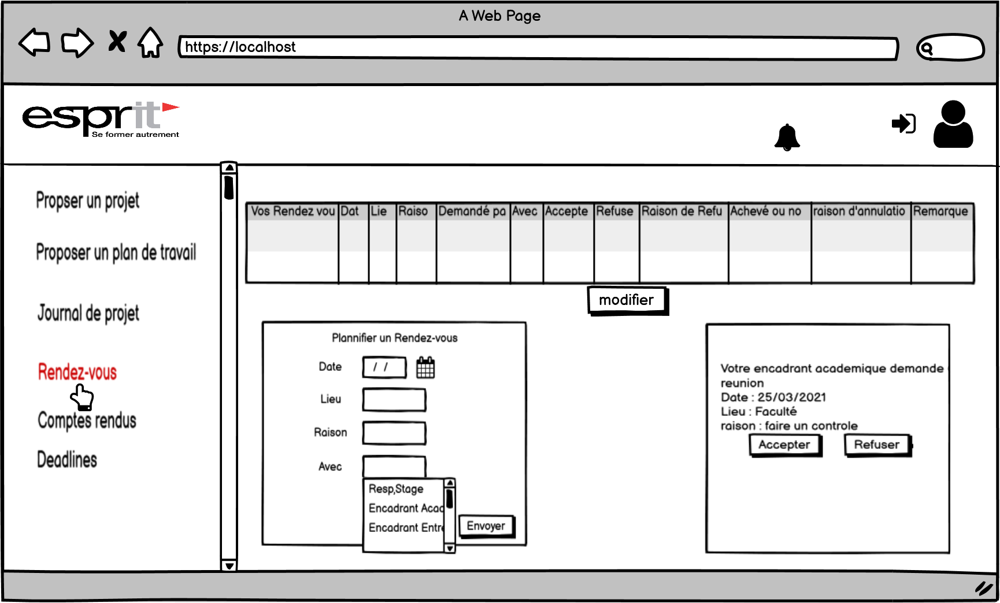 A Web Page
https://localhost
esprit
Se former autrement
Propser un projet
Proposer un plan de travail
Journal de projet
Rendez-vous
Comptes rendus
Deadlines
Vos Rendez vou Dat Lie Raiso Demandé pa Avec Accepte Refuse Raison de Refu Achevé ou no raison d'annulatio Remarque
modifier
Plannifier un Rendez-vous
Date / /
Lieu
Raison
Avec
Resp,Stage
Encadrant Acad
Encadrant Entre
Envoyer
Votre encadrant academique demande
reunion
Date : 25/03/2021
Lieu : Faculté
raison : faire un controle
Accepter Refuser